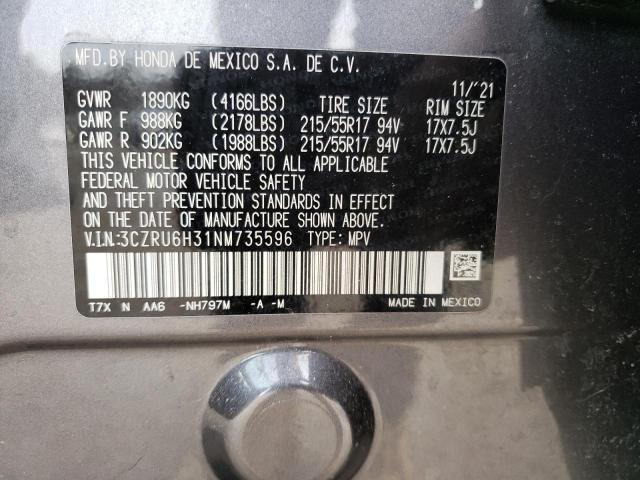 MFD.BY HONDA DE MEXICO S.A. DE C.V.
11/'21
GVWR 1890KG (4166LBS) TIRE SIZE RIM SIZE
GAWR F 988KG (2178LBS) 215/55R17 94V 17X7.5J
GAWR R 902KG (1988LBS) 215/55R17 94V 17X7.5J
THIS VEHICLE CONFORMS TO ALL APPLICABLE
FEDERAL MOTOR VEHICLE SAFETY
AND THEFT PREVENTION STANDARDS IN EFFECT
ON THE DATE OF MANUFACTURE SHOWN ABOVE.
V.I.N.:3CZRU6H31NM735596 TYPE: MPV
T7X N AA6 -NH797M -A -M MADE IN MEXICO